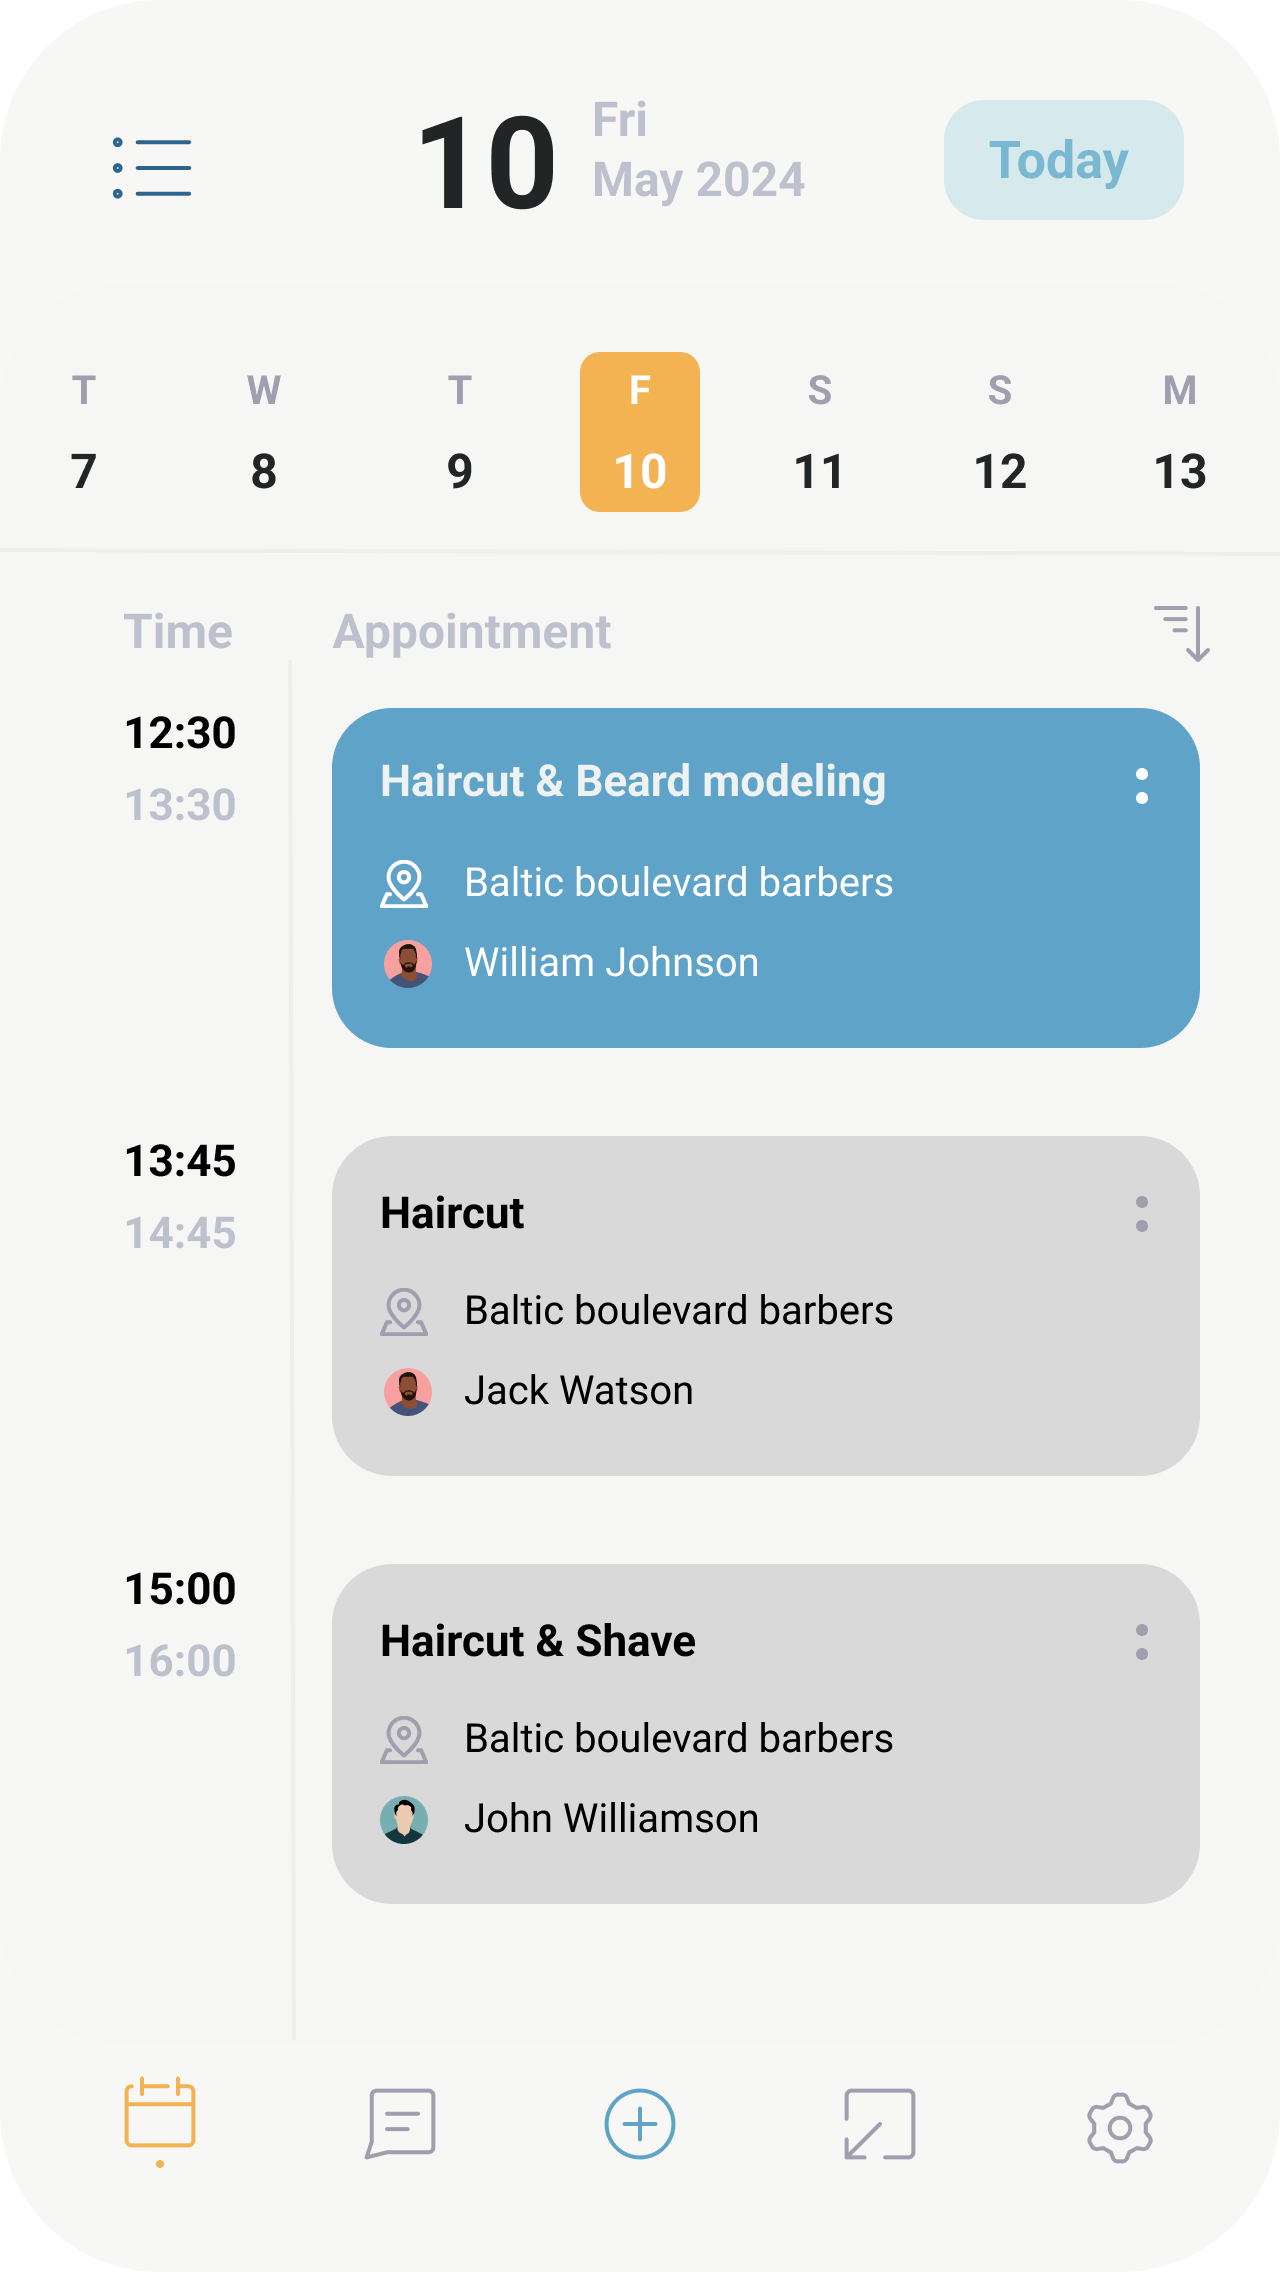 10
Fri
May 2024
Today
T W T F S S M
7 8 9 10 11 12 13
Time Appointment
12:30
13:30
Haircut & Beard modeling
Baltic boulevard barbers
William Johnson
13:45
14:45
Haircut
Baltic boulevard barbers
Jack Watson
15:00
16:00
Haircut & Shave
Baltic boulevard barbers
John Williamson